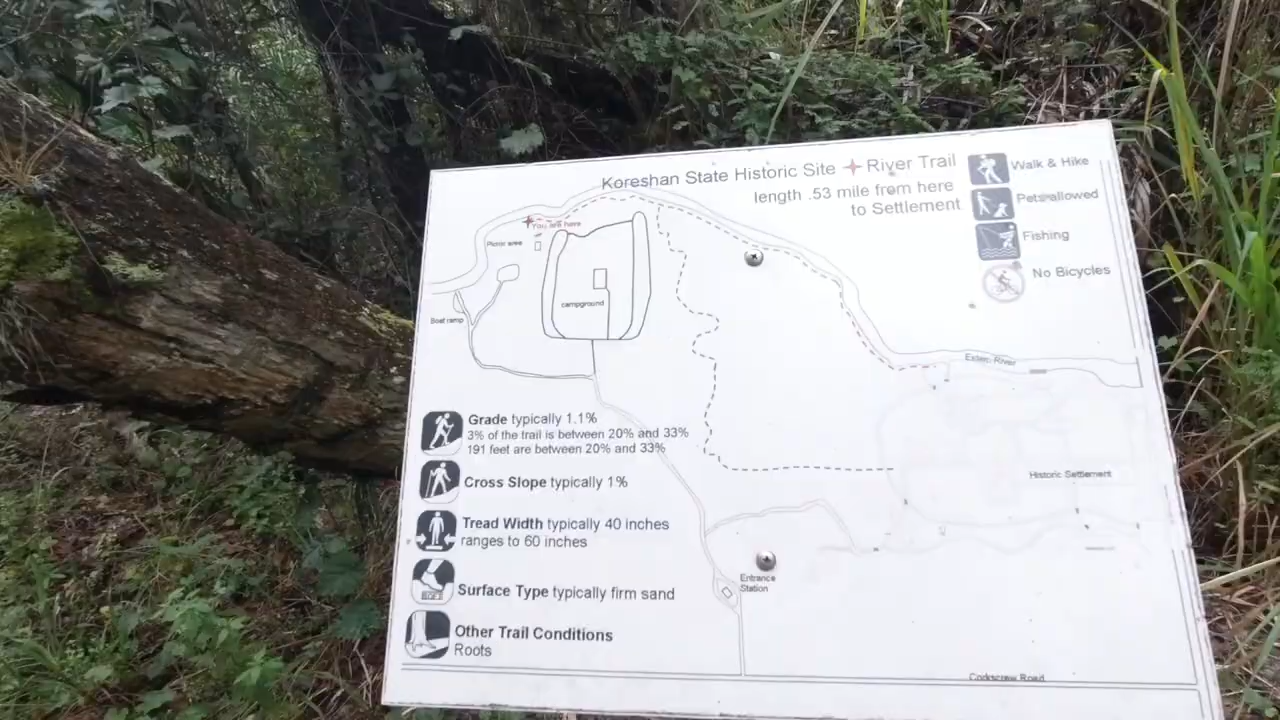 Koreshan State Historic Site River Trail
length .53 mile from here
to Settlement
Walk & Hike
Pets allowed
Fishing
No Bicycles
You are here
Picnic area
campground
Boat ramp
Estero River
Grade typically 1.1%
3% of the trail is between 20% and 33%
191 feet are between 20% and 33%
Cross Slope typically 1%
Historic Settlement
Tread Width typically 40 inches
ranges to 60 inches
Entrance
Station
Surface Type typically firm sand
Other Trail Conditions
Roots
Corkscrew Road